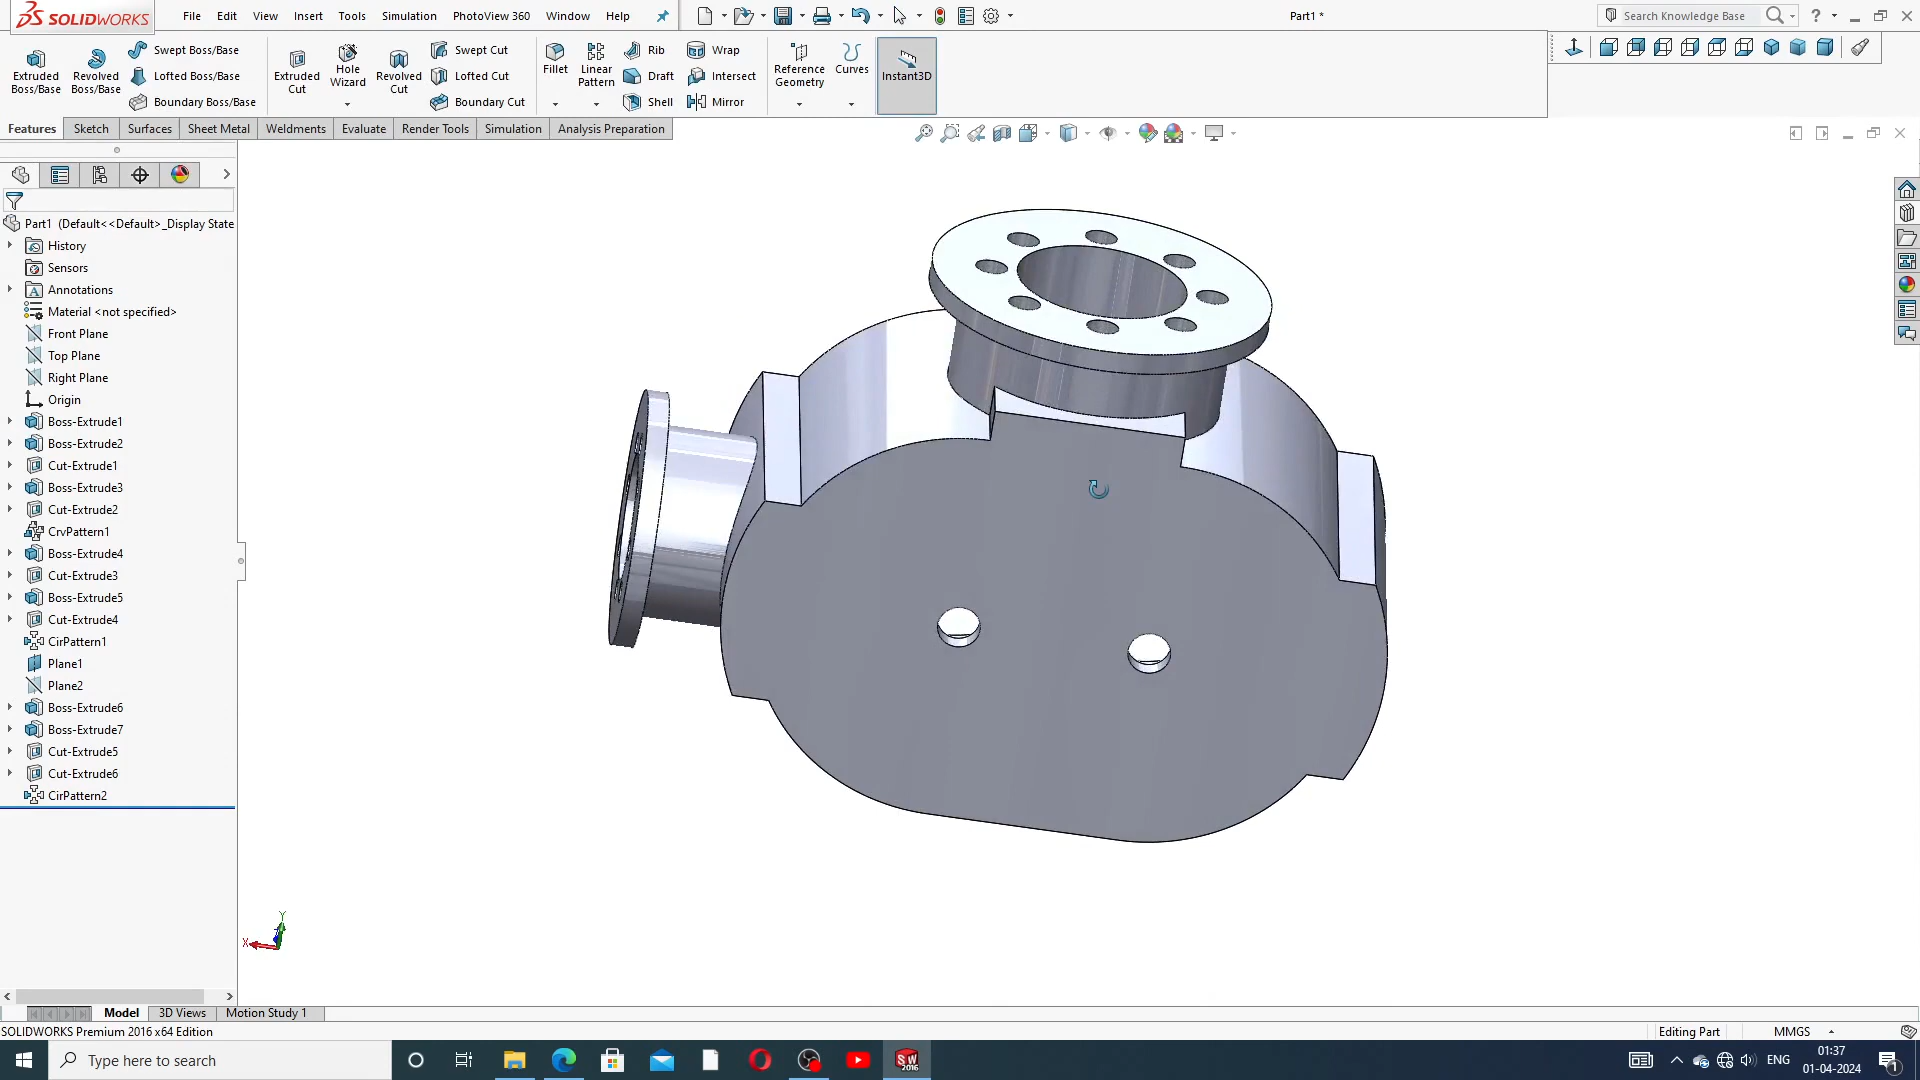 SOLIDWORKS
File Edit View Insert Tools Simulation PhotoView 360 Window Help
Part1 *
Search Knowledge Base
?
Extruded Boss/Base
Revolved Boss/Base
Swept Boss/Base
Lofted Boss/Base
Boundary Boss/Base
Extruded Cut
Hole Wizard
Revolved Cut
Swept Cut
Lofted Cut
Boundary Cut
Fillet
Linear Pattern
Rib
Draft
Shell
Wrap
Intersect
Mirror
Reference Geometry
Curves
Instant3D
Features Sketch Surfaces Sheet Metal Weldments Evaluate Render Tools Simulation Analysis Preparation
Part1 (Default<<Default>_Display State
History
Sensors
Annotations
Material <not specified>
Front Plane
Top Plane
Right Plane
Origin
Boss-Extrude1
Boss-Extrude2
Cut-Extrude1
Boss-Extrude3
Cut-Extrude2
CrvPattern1
Boss-Extrude4
Cut-Extrude3
Boss-Extrude5
Cut-Extrude4
CirPattern1
Plane1
Plane2
Boss-Extrude6
Boss-Extrude7
Cut-Extrude5
Cut-Extrude6
CirPattern2
Y
X
Model 3D Views Motion Study 1
SOLIDWORKS Premium 2016 x64 Edition
Editing Part
MMGS
Type here to search
SW
2016
ENG
01:37
01-04-2024
1